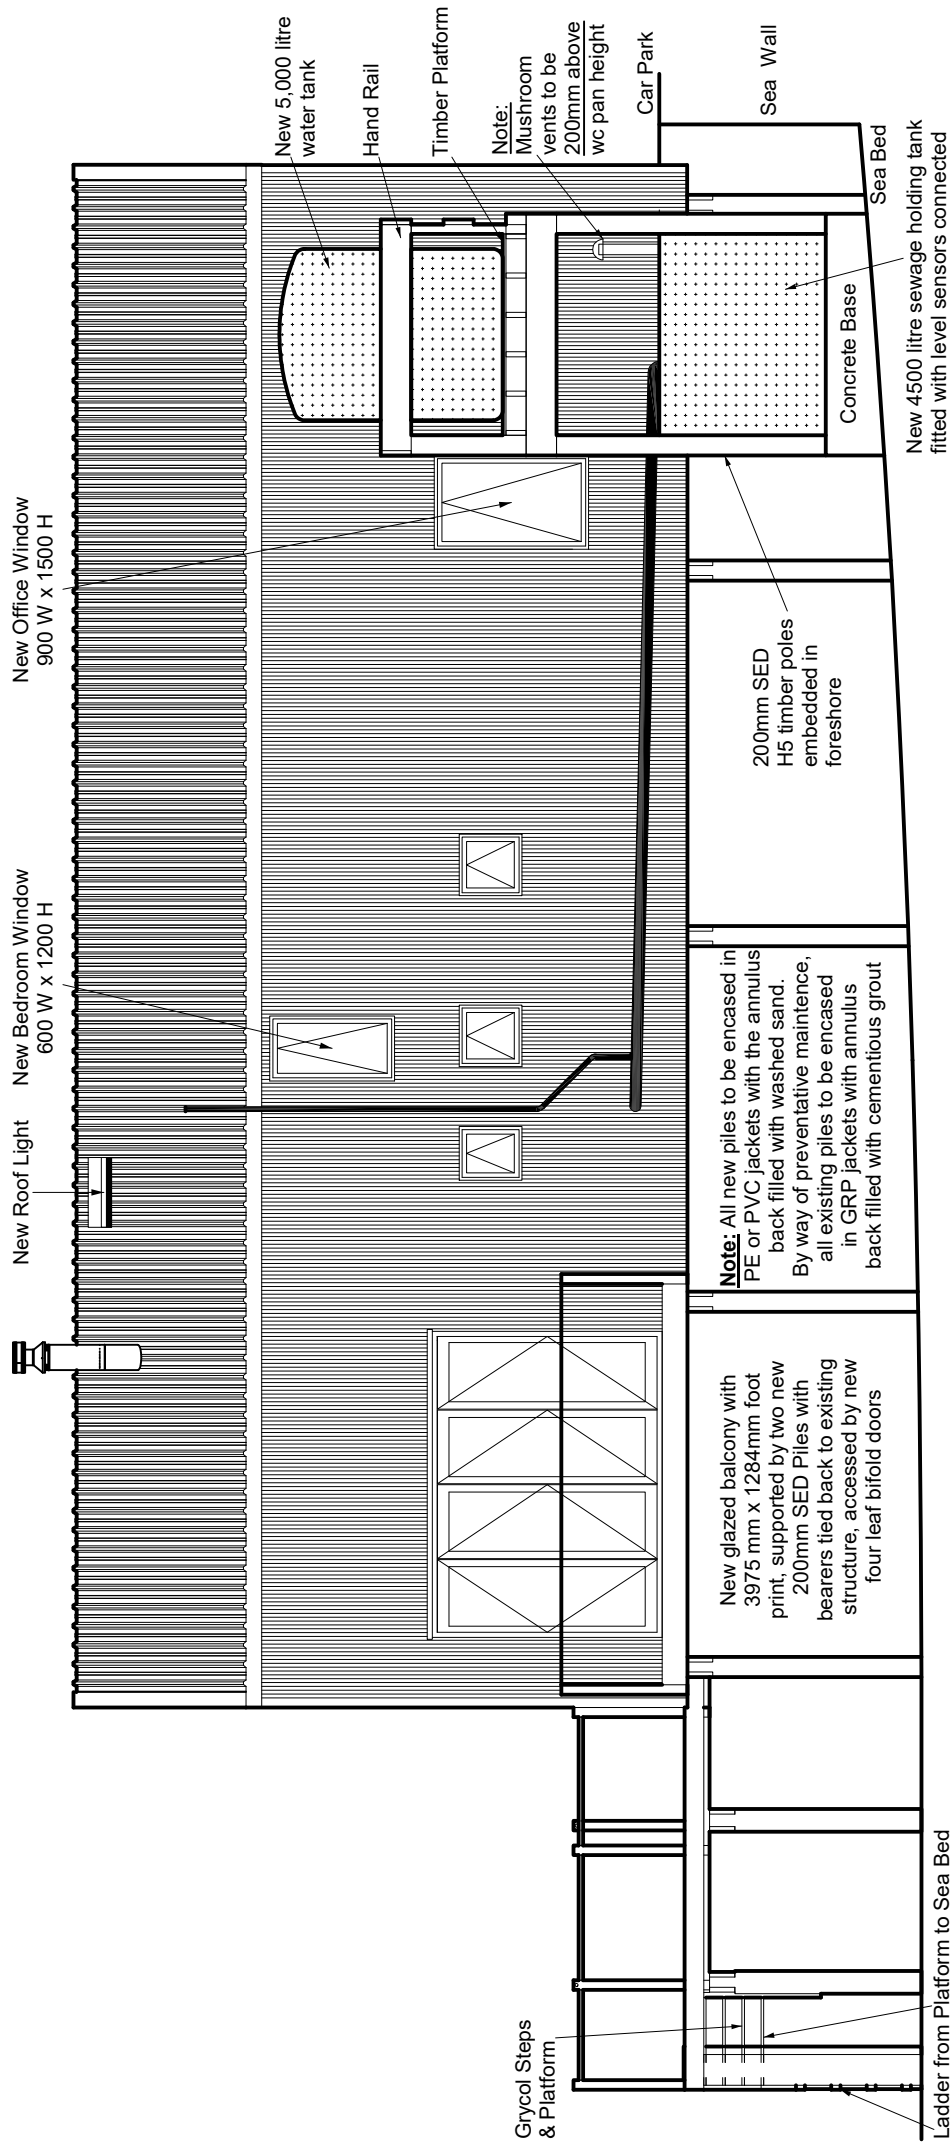 New Roof Light
New Bedroom Window
600 W x 1200 H
New Office Window
900 W x 1500 H
New 5,000 litre
water tank
Hand Rail
Timber Platform
Note:
Mushroom
vents to be
200mm above
wc pan height
Car Park
Sea Wall
Sea Bed
Concrete Base
New 4500 litre sewage holding tank
fitted with level sensors connected
200mm SED
H5 timber poles
embedded in
foreshore
Note: All new piles to be encased in
PE or PVC jackets with the annulus
back filled with washed sand.
By way of preventative maintence,
all existing piles to be encased
in GRP jackets with annulus
back filled with cementious grout
New glazed balcony with
3975 mm x 1284mm foot
print, supported by two new
200mm SED Piles with
bearers tied back to existing
structure, accessed by new
four leaf bifold doors
Grycol Steps
& Platform
Ladder from Platform to Sea Bed